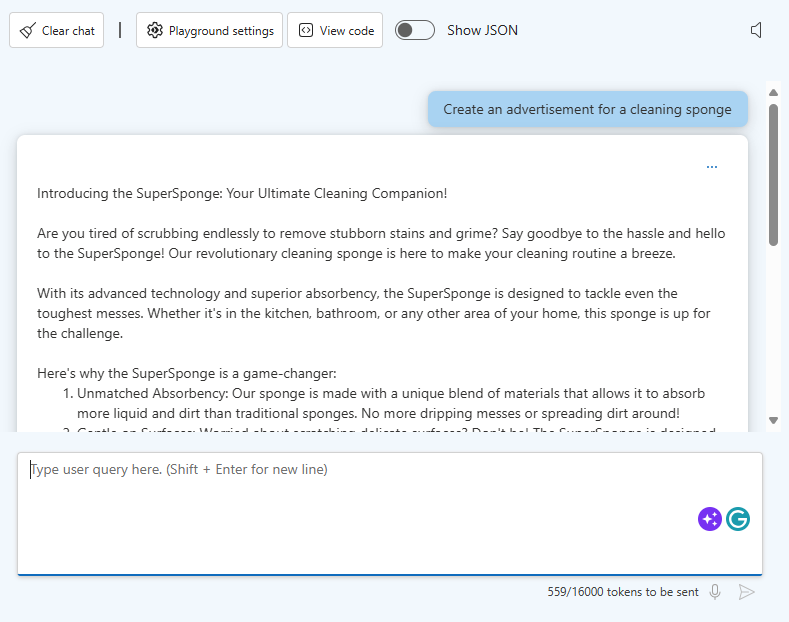 Clear chat | Playground settings View code Show JSON
Create an advertisement for a cleaning sponge
...
Introducing the SuperSponge: Your Ultimate Cleaning Companion!
Are you tired of scrubbing endlessly to remove stubborn stains and grime? Say goodbye to the hassle and hello
to the SuperSponge! Our revolutionary cleaning sponge is here to make your cleaning routine a breeze.
With its advanced technology and superior absorbency, the SuperSponge is designed to tackle even the
toughest messes. Whether it's in the kitchen, bathroom, or any other area of your home, this sponge is up for
the challenge.
Here's why the SuperSponge is a game-changer:
1. Unmatched Absorbency: Our sponge is made with a unique blend of materials that allows it to absorb
more liquid and dirt than traditional sponges. No more dripping messes or spreading dirt around!
2. Gentle on Surfaces: Worried about scratching delicate surfaces? Don't be! The SuperSponge is designed
Type user query here. (Shift + Enter for new line)
559/16000 tokens to be sent